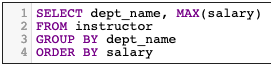 1 SELECT dept_name, MAX(salary)
2 FROM instructor
3 GROUP BY dept_name
4 ORDER BY salary